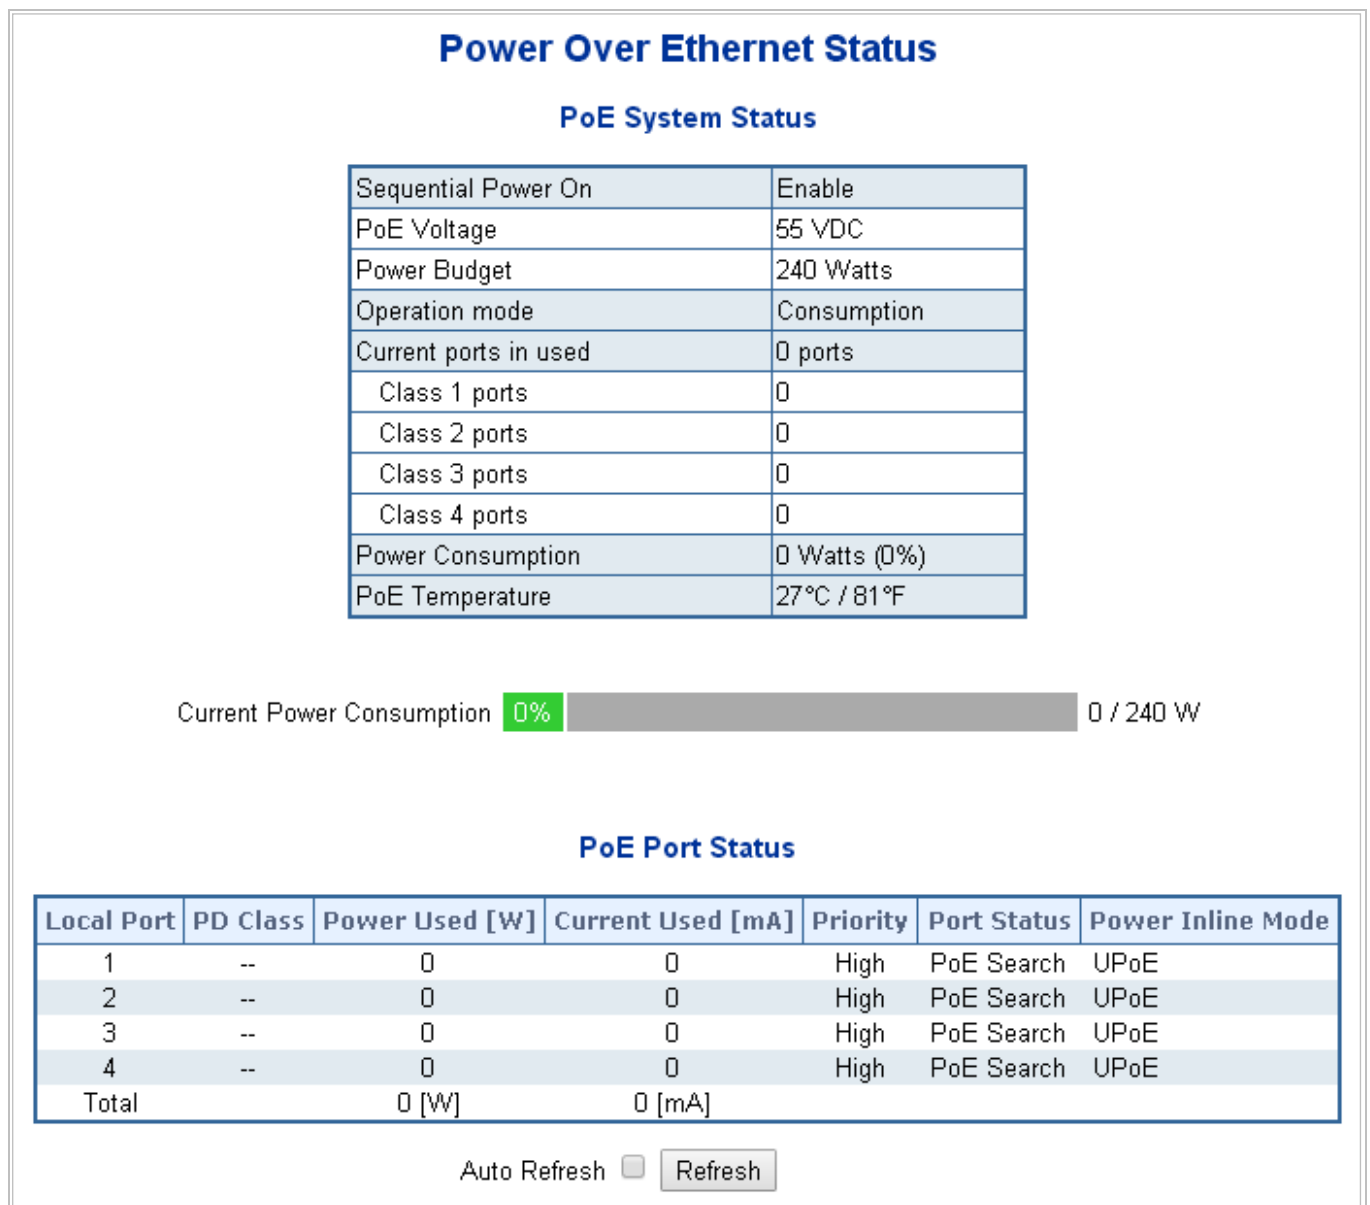 Power Over Ethernet Status
PoE System Status
Sequential Power On Enable
PoE Voltage 55 VDC
Power Budget 240 Watts
Operation mode Consumption
Current ports in used 0 ports
Class 1 ports 0
Class 2 ports 0
Class 3 ports 0
Class 4 ports 0
Power Consumption 0 Watts (0%)
PoE Temperature 27°C / 81°F
Current Power Consumption 0% 0 / 240 W
PoE Port Status
Local Port PD Class Power Used [W] Current Used [mA] Priority Port Status Power Inline Mode
1 -- 0 0 High PoE Search UPoE
2 -- 0 0 High PoE Search UPoE
3 -- 0 0 High PoE Search UPoE
4 -- 0 0 High PoE Search UPoE
Total 0 [W] 0 [mA]
Auto Refresh Refresh